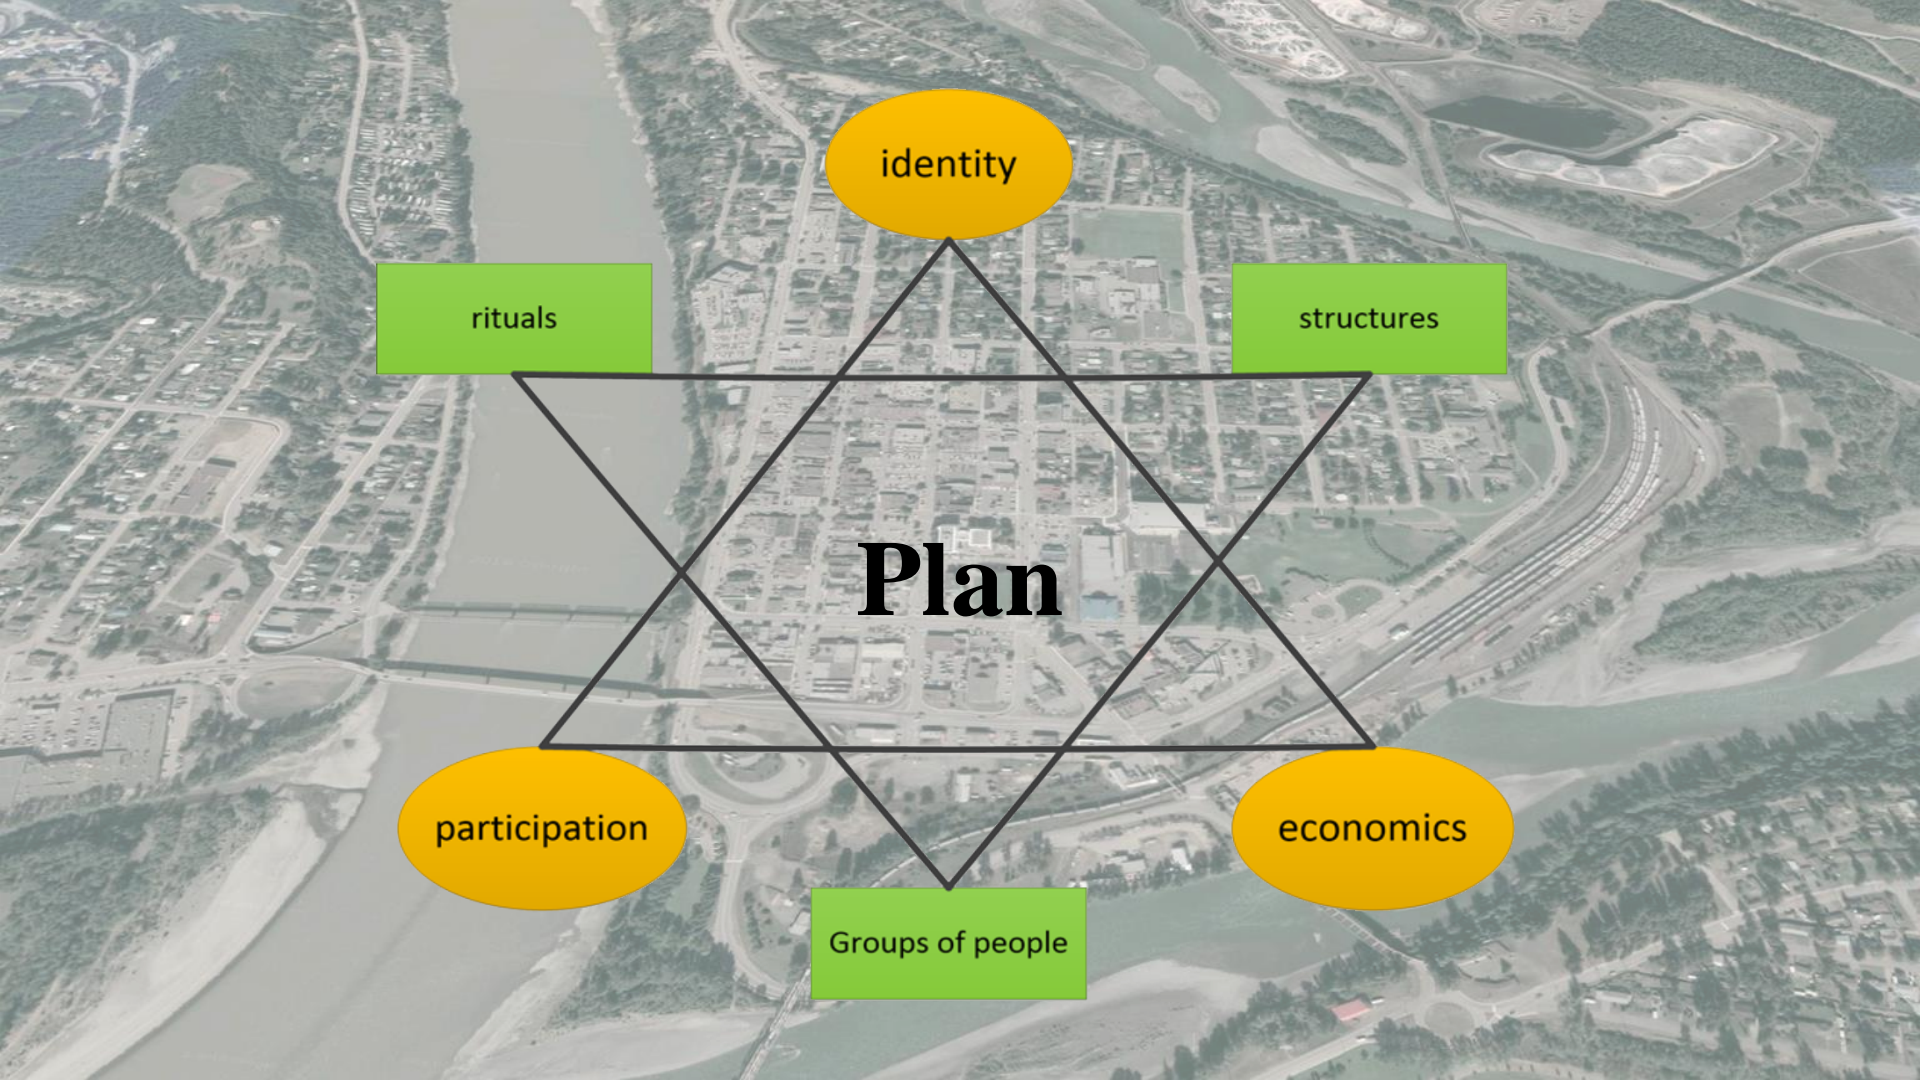 identity
rituals
structures
Plan
participation
economics
Groups of people